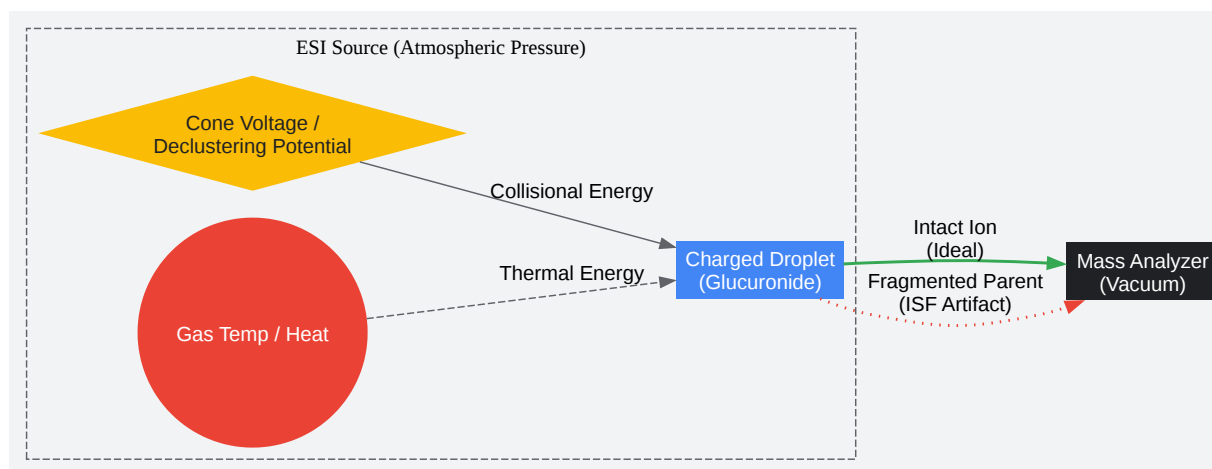 ESI Source (Atmospheric Pressure)
Cone Voltage /
Declustering Potential
Collisional Energy
Gas Temp / Heat
Thermal Energy
Charged Droplet
(Glucuronide)
Intact Ion
(Ideal)
Fragmented Parent
(ISF Artifact)
Mass Analyzer
(Vacuum)